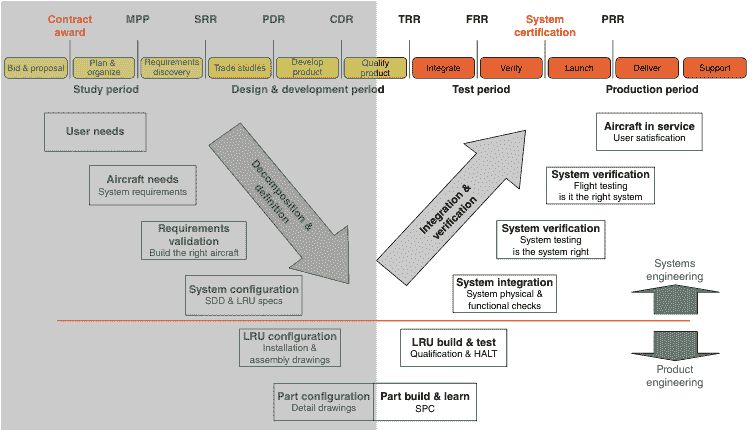 Contract award
MPP
SRR
PDR
CDR
TRR
FRR
System certification
PRR
Bid & proposal
Plan & organize
Requirements discovery
Trade studies
Develop product
Quality product
Integrate
Verify
Launch
Deliver
Support
Study period
Design & development period
Test period
Production period
User needs
Aircraft needs
System requirements
Requirements
validation
Build the right aircraft
System configuration
SDD & LRU specs
LRU configuration
Installation &
assembly drawings
Part configuration
Detail drawings
Decomposition &
definition
Integration &
verification
Aircraft in service
User satisfaction
System verification
Flight testing
is it the right system
System verification
System testing
is the system right
System integration
System physical &
functional checks
LRU build & test
Qualification & HALT
Part build & learn
SPC
Systems
engineering
Product
engineering